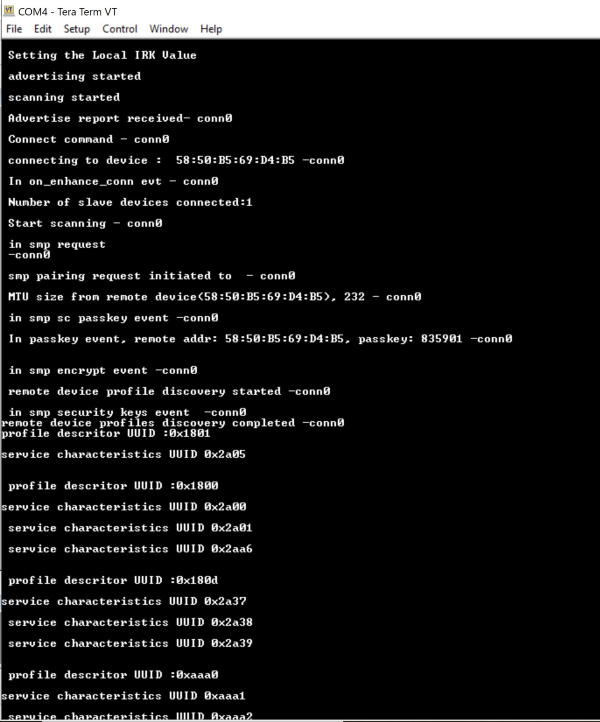 VT COM4 - Tera Term VT
File Edit Setup Control Window Help
Setting the Local IRK Value
advertising started
scanning started
Advertise report received- conn0
Connect command - conn0
connecting to device :  58:50:B5:69:D4:B5 -conn0
In on_enhance_conn evt - conn0
Number of slave devices connected:1
Start scanning - conn0
in smp request
-conn0
smp pairing request initiated to  - conn0
MTU size from remote device(58:50:B5:69:D4:B5), 232 - conn0
in smp sc passkey event -conn0
In passkey event, remote addr: 58:50:B5:69:D4:B5, passkey: 835901 -conn0
in smp encrypt event -conn0
remote device profile discovery started -conn0
in smp security keys event  -conn0
remote device profiles discovery completed -conn0
profile descritor UUID :0x1801
service characteristics UUID 0x2a05
profile descritor UUID :0x1800
service characteristics UUID 0x2a00
service characteristics UUID 0x2a01
service characteristics UUID 0x2aa6
profile descritor UUID :0x180d
service characteristics UUID 0x2a37
service characteristics UUID 0x2a38
service characteristics UUID 0x2a39
profile descritor UUID :0xaaa0
service characteristics UUID 0xaaa1
service characteristics UUID 0xaaa2